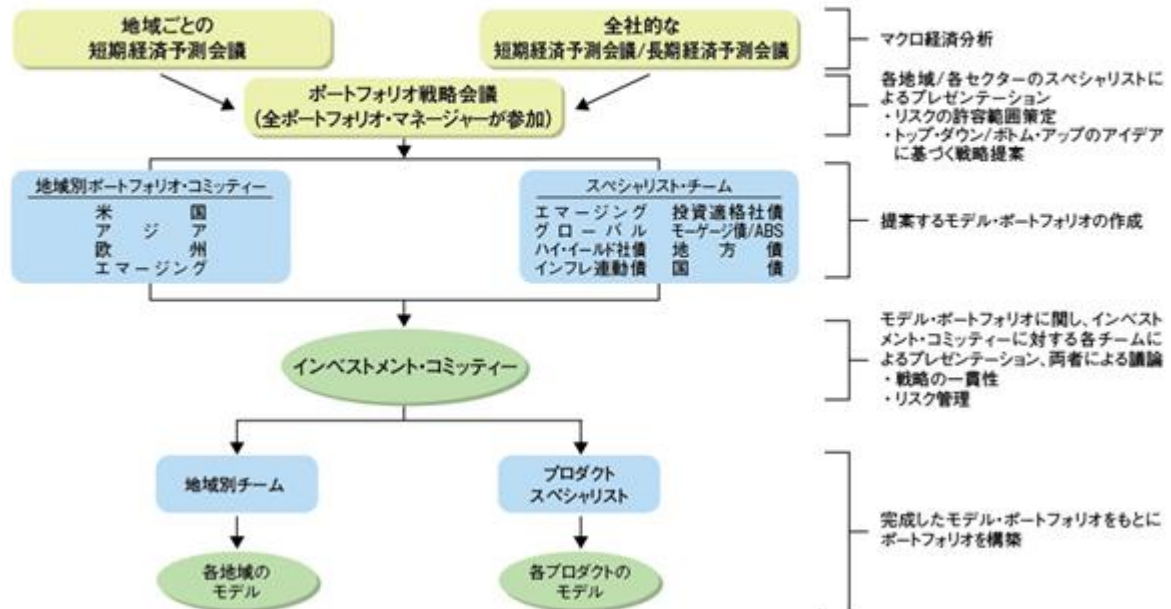 地域ごとの
短期経済予測会議
全社的な
短期経済予測会議/長期経済予測会議
マクロ経済分析
ポートフォリオ戦略会議
(全ポートフォリオ・マネージャーが参加)
各地域/各セクターのスペシャリストに
よるプレゼンテーション
・リスクの許容範囲策定
・トップ・ダウン/ボトム・アップのアイデア
に基づく戦略提案
地域別ポートフォリオ・コミッティー
米 国
ア ジ ア
欧 州
エマージング
スペシャリスト・チーム
エマージング 投資適格社債
グローバル モーゲージ債/ABS
ハイ・イールド社債 地 方 債
インフレ連動債 国 債
提案するモデル・ポートフォリオの作成
インベストメント・コミッティー
モデル・ポートフォリオに関し、インベスト
メント・コミッティーに対する各チームに
よるプレゼンテーション、両者による議論
・戦略の一貫性
・リスク管理
地域別チーム
プロダクト
スペシャリスト
各地域の
モデル
各プロダクトの
モデル
完成したモデル・ポートフォリオをもとに
ポートフォリオを構築